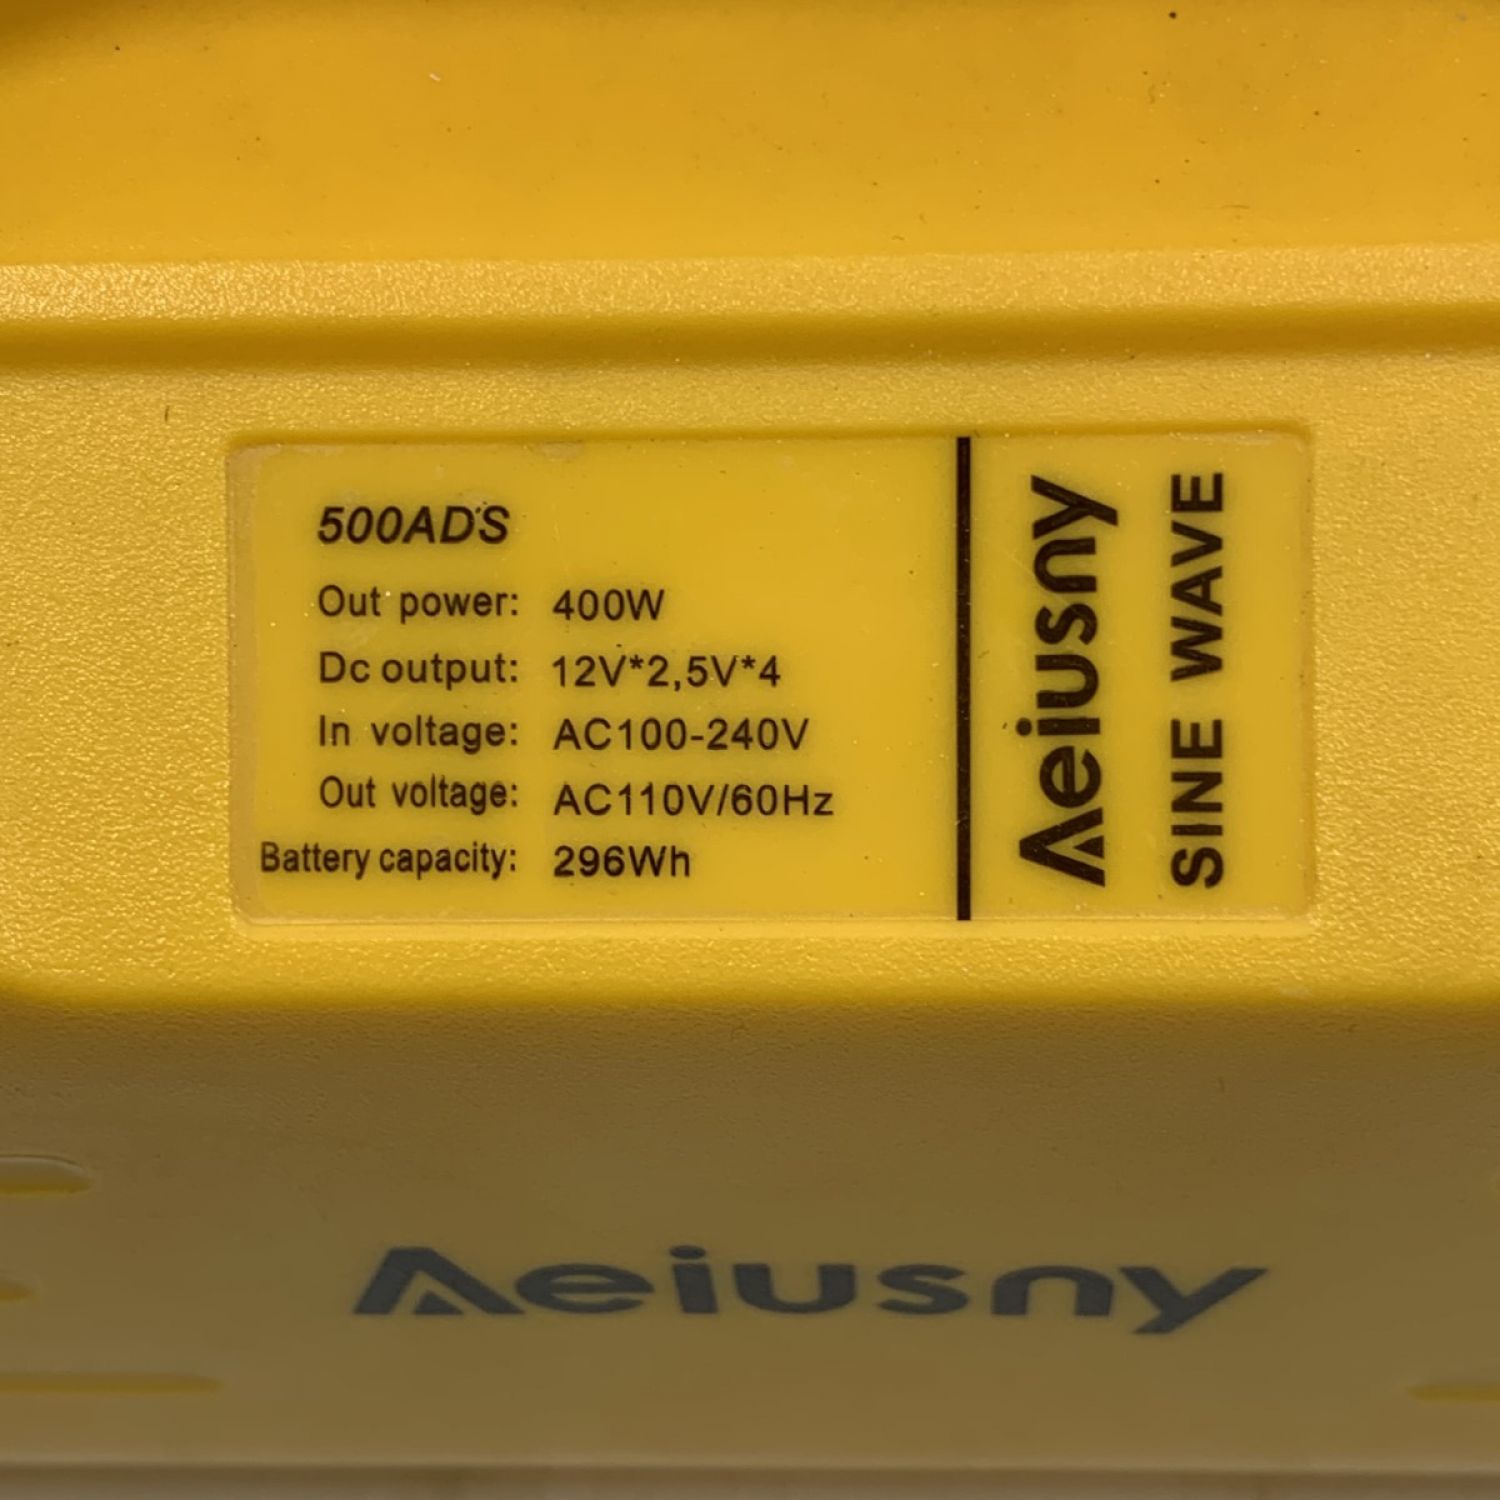 500ADS
Out power: 400W
Dc output: 12V*2,5V*4
In voltage: AC100-240V
Out voltage: AC110V/60Hz
Battery capacity: 296Wh
Aeiusny
SINE WAVE
Aeiusny